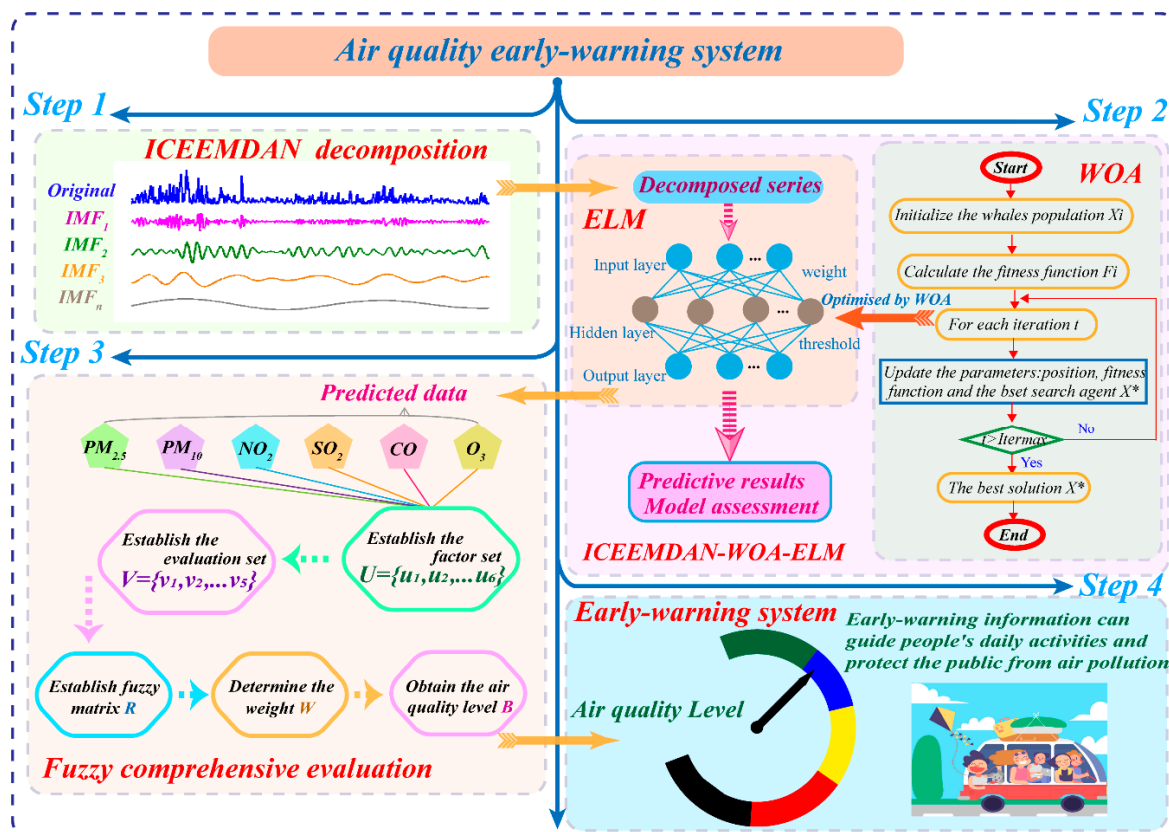 Air quality early-warning system
Step 1
ICEEMDAN decomposition
Original
IMF1
IMF2
IMF3
IMFn
Step 2
ELM
Decomposed series
Input layer
weight
Optimised by WOA
Hidden layer
threshold
Output layer
Predictive results
Model assessment
ICEEMDAN-WOA-ELM
WOA
Start
Initialize the whales population Xi
Calculate the fitness function Fi
For each iteration t
Update the parameters:position, fitness
function and the bset search agent X*
t>Itermax
No
Yes
The best solution X*
End
Step 3
Predicted data
PM2.5
PM10
NO2
SO2
CO
O3
Establish the
factor set
U={u1,u2,...u6}
Establish the
evaluation set
V={v1,v2,...v5}
Establish fuzzy
matrix R
Determine the
weight W
Obtain the air
quality level B
Fuzzy comprehensive evaluation
Step 4
Early-warning system
Early-warning information can
guide people's daily activities and
protect the public from air pollution
Air quality Level